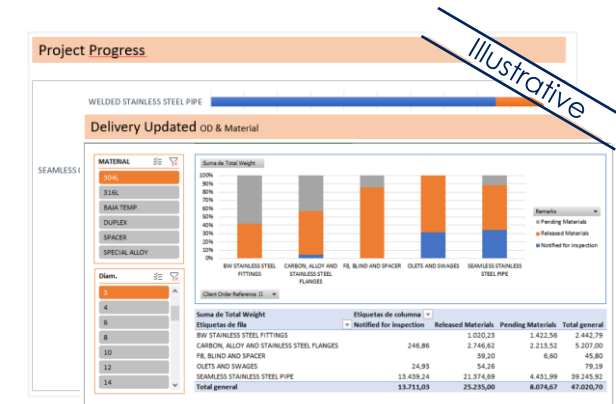 Project Progress
Illustrative
WELDED STAINLESS STEEL PIPE
Delivery Updated OD & Material
SEAMLESS
MATERIAL
304L
316L
BAJA TEMP.
DUPLEX
SPACER
SPECIAL ALLOY
Diam.
3
4
6
8
10
12
14
Suma de Total Weight
100%
90%
80%
70%
60%
50%
40%
30%
20%
10%
0%
BW STAINLESS STEEL FITTINGS
CARBON, ALLOY AND STAINLESS STEEL FLANGES
F8, BLIND AND SPACER
OLETS AND SWAGES
SEAMLESS STAINLESS STEEL PIPE
Remarks
Pending Materials
Released Materials
Notified for inspection
Client Order Reference II
Suma de Total Weight Etiquetas de columna
Etiquetas de fila Notified for inspection Released Materials Pending Materials Total general
BW STAINLESS STEEL FITTINGS 1.020,23 1.422,56 2.442,79
CARBON, ALLOY AND STAINLESS STEEL FLANGES 246,86 2.746,62 2.213,52 5.207,00
F8, BLIND AND SPACER 39,20 6,60 45,80
OLETS AND SWAGES 24,93 54,26 79,19
SEAMLESS STAINLESS STEEL PIPE 13.439,24 21.374,69 4.431,99 39.245,92
Total general 13.711,03 25.235,00 8.074,67 47.020,70